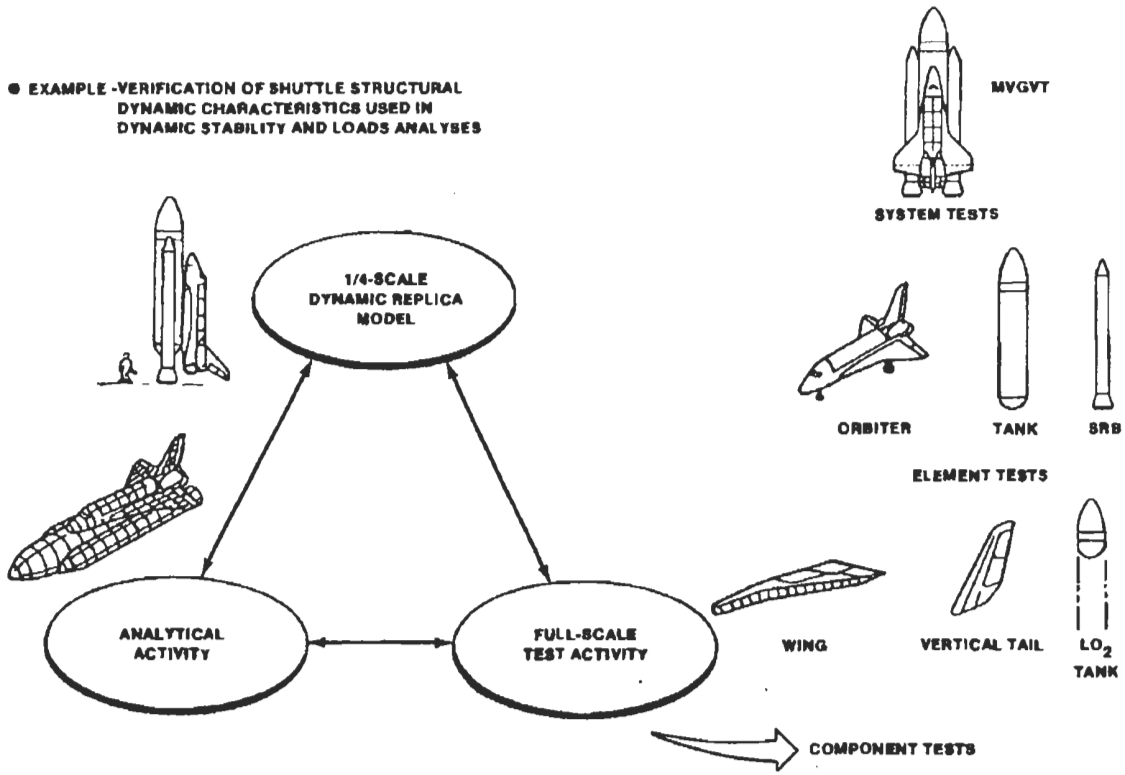 ● EXAMPLE -VERIFICATION OF SHUTTLE STRUCTURAL
DYNAMIC CHARACTERISTICS USED IN
DYNAMIC STABILITY AND LOADS ANALYSES
MVGVT
SYSTEM TESTS
1/4-SCALE
DYNAMIC REPLICA
MODEL
ORBITER
TANK
SRB
ELEMENT TESTS
ANALYTICAL
ACTIVITY
FULL-SCALE
TEST ACTIVITY
WING
VERTICAL TAIL
LO₂
TANK
COMPONENT TESTS